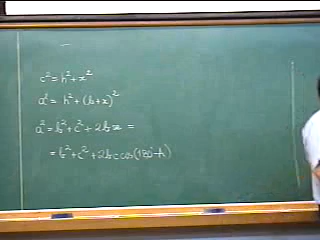 c² = h² + x²
a² = h² + (b+x)²
a² = b² + c² + 2bx =
= b² + c² + 2bc cos(180-A)